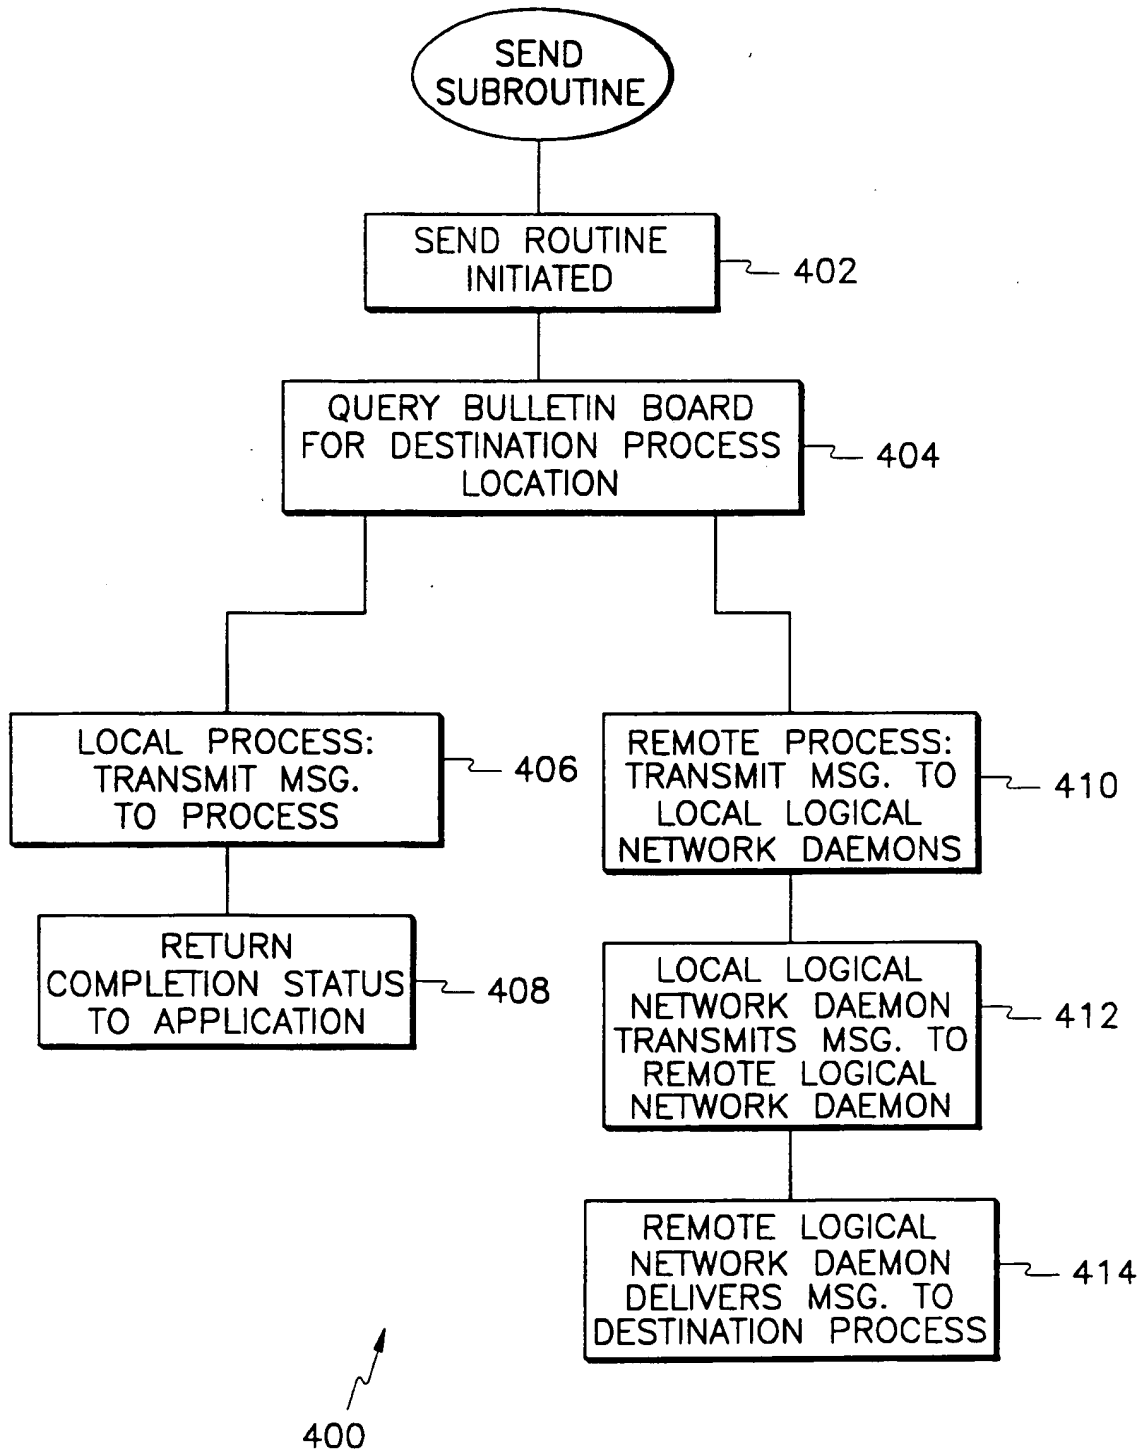 SEND
SUBROUTINE
SEND ROUTINE
INITIATED
402
QUERY BULLETIN BOARD
FOR DESTINATION PROCESS
LOCATION
404
LOCAL PROCESS:
TRANSMIT MSG.
TO PROCESS
406
RETURN
COMPLETION STATUS
TO APPLICATION
408
REMOTE PROCESS:
TRANSMIT MSG. TO
LOCAL LOGICAL
NETWORK DAEMONS
410
LOCAL LOGICAL
NETWORK DAEMON
TRANSMITS MSG. TO
REMOTE LOGICAL
NETWORK DAEMON
412
REMOTE LOGICAL
NETWORK DAEMON
DELIVERS MSG. TO
DESTINATION PROCESS
414
400